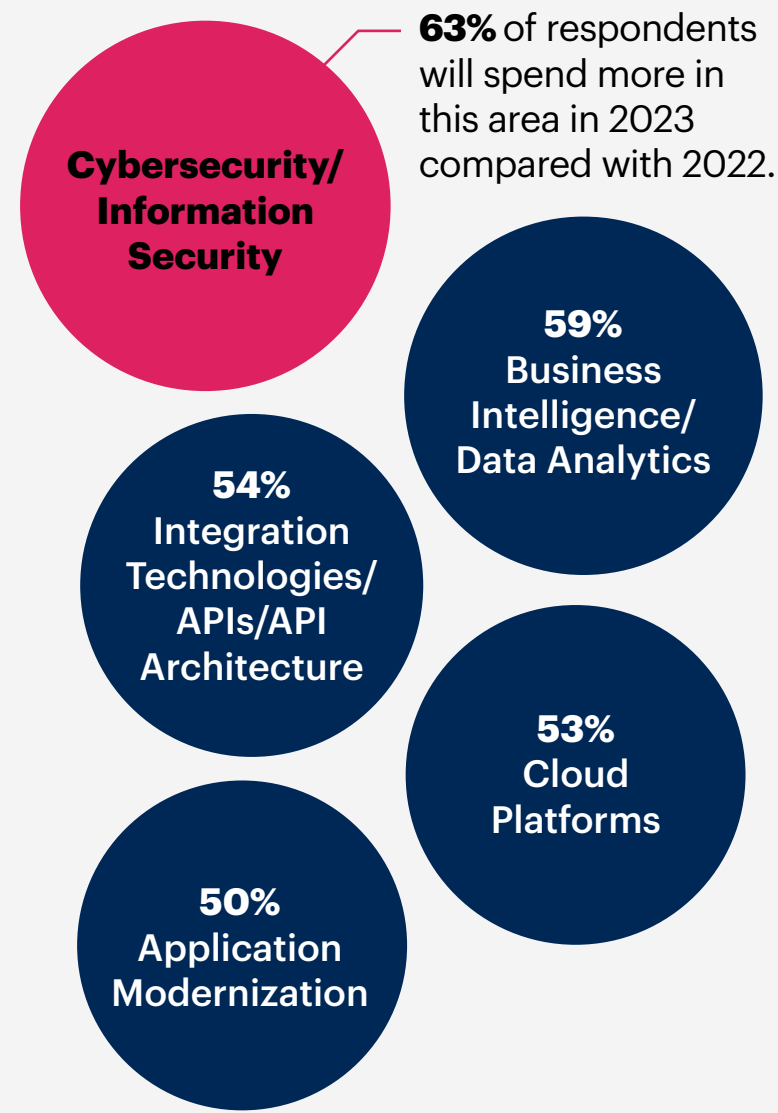 63% of respondents
will spend more in
this area in 2023
compared with 2022.
Cybersecurity/
Information
Security
59%
Business
Intelligence/
Data Analytics
54%
Integration
Technologies/
APIs/API
Architecture
53%
Cloud
Platforms
50%
Application
Modernization